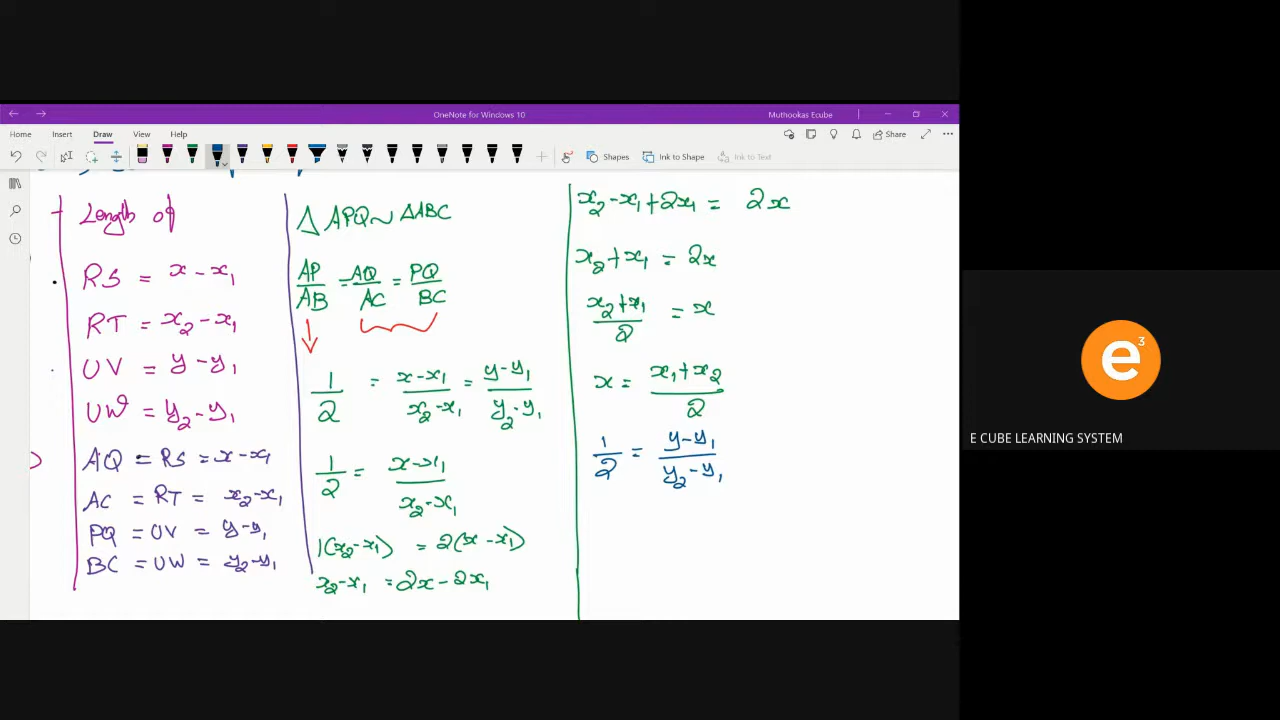 OneNote for Windows 10
Muthookas Ecube
Home Insert Draw View Help
Share
Shapes Ink to Shape Ink to Text
Length of
RS = x - x₁
RT = x₂ - x₁
UV = y - y₁
UW = y₂ - y₁
AQ = RS = x - x₁
AC = RT = x₂ - x₁
PQ = UV = y - y₁
BC = UW = y₂ - y₁
Δ APQ ~ ΔABC
AP/AB = AQ/AC = PQ/BC
1/2 = x-x₁/x₂-x₁ = y-y₁/y₂-y₁
1/2 = x-x₁/x₂-x₁
1(x₂-x₁) = 2(x-x₁)
x₂-x₁ = 2x-2x₁
x₂-x₁+2x₁ = 2x
x₂+x₁ = 2x
x₂+x₁/2 = x
x = x₁+x₂/2
1/2 = y-y₁/y₂-y₁
e³
E CUBE LEARNING SYSTEM